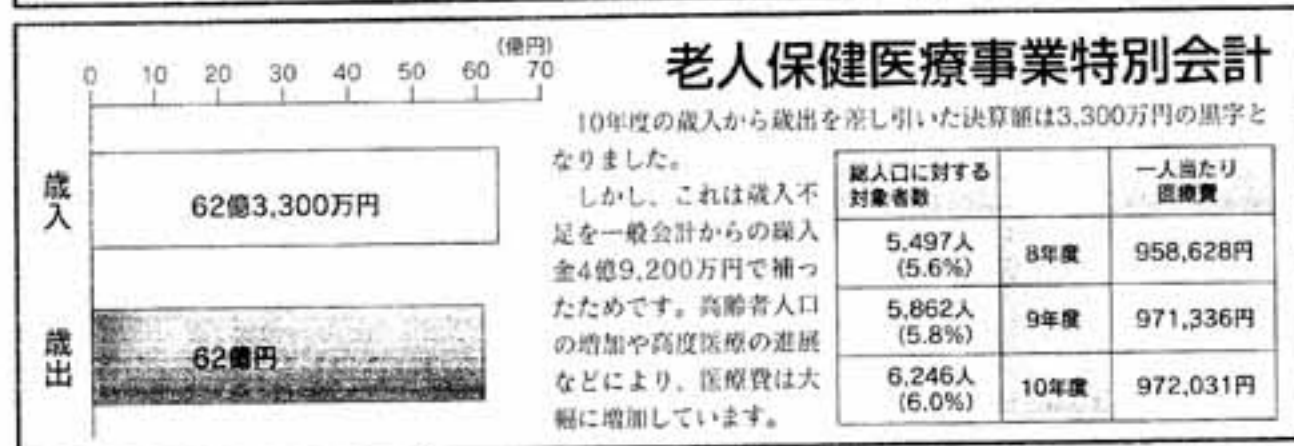 (億円)
0 10 20 30 40 50 60 70
歳入
62億3,300万円
歳出
62億円
老人保健医療事業特別会計
10年度の歳入から歳出を差し引いた決算額は3,300万円の黒字と
なりました。
しかし、これは歳入不
足を一般会計からの繰入
金4億9,200万円で補っ
たためです。高齢者人口
の増加や高度医療の進展
などにより、医療費は大
幅に増加しています。
総人口に対する
対象者数
一人当たり
医療費
5,497人
(5.6%)
8年度
958,628円
5,862人
(5.8%)
9年度
971,336円
6,246人
(6.0%)
10年度
972,031円